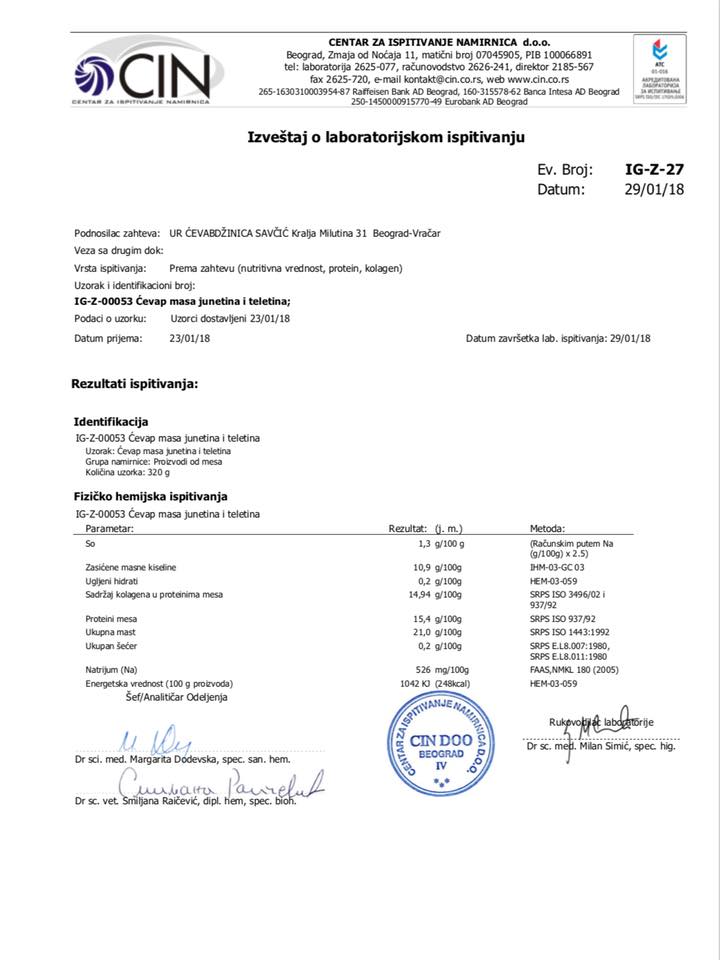 CIN
CENTAR ZA ISPITIVANJE NAMIRNICA
CENTAR ZA ISPITIVANJE NAMIRNICA d.o.o.
Beograd, Zmaja od Noćaja 11, matični broj 07045905, PIB 100066891
tel: laboratorija 2625-077, računovodstvo 2626-241, direktor 2185-567
fax 2625-720, e-mail kontakt@cin.co.rs, web www.cin.co.rs
265-1630310003954-87 Raiffeisen Bank AD Beograd, 160-315578-62 Banca Intesa AD Beograd
250-1450000915770-49 Eurobank AD Beograd
АТС
01-016
АКРЕДИТОВАНА
ЛАБОРАТОРИЈА
ЗА ИСПИТИВАЊЕ
SRPS ISO/IEC 17025:2006
Izveštaj o laboratorijskom ispitivanju
Ev. Broj: IG-Z-27
Datum: 29/01/18
Podnosilac zahteva: UR ĆEVABDŽINICA SAVČIĆ Kralja Milutina 31 Beograd-Vračar
Veza sa drugim dok:
Vrsta ispitivanja: Prema zahtevu (nutritivna vrednost, protein, kolagen)
Uzorak i identifikacioni broj:
IG-Z-00053 Ćevap masa junetina i teletina;
Podaci o uzorku: Uzorci dostavljeni 23/01/18
Datum prijema: 23/01/18 Datum završetka lab. ispitivanja: 29/01/18
Rezultati ispitivanja:
Identifikacija
IG-Z-00053 Ćevap masa junetina i teletina
Uzorak: Ćevap masa junetina i teletina
Grupa namirnice: Proizvodi od mesa
Količina uzorka: 320 g
Fizičko hemijska ispitivanja
IG-Z-00053 Ćevap masa junetina i teletina
Parametar: Rezultat: (j. m.) Metoda:
So 1,3 g/100 g (Računskim putem Na
(g/100g) x 2.5)
Zasićene masne kiseline 10,9 g/100g IHM-03-GC 03
Ugljeni hidrati 0,2 g/100g HEM-03-059
Sadržaj kolagena u proteinima mesa 14,94 g/100g SRPS ISO 3496/02 i
937/92
Proteini mesa 15,4 g/100g SRPS ISO 937/92
Ukupna mast 21,0 g/100g SRPS ISO 1443:1992
Ukupan šećer 0,2 g/100g SRPS E.L8.007:1980,
SRPS E.L8.011:1980
Natrijum (Na) 526 mg/100g FAAS,NMKL 180 (2005)
Energetska vrednost (100 g proizvoda) 1042 KJ (248kcal) HEM-03-059
Šef/Analitičar Odeljenja
Rukovodilac laboratorije
CENTAR ZA ISPITIVANJE NAMIRNICA D.O.O.
CIN DOO
BEOGRAD
IV
Dr sci. med. Margarita Dodevska, spec. san. hem.
Dr sc. med. Milan Simić, spec. hig.
Dr sc. vet. Smiljana Raičević, dipl. hem, spec. bioh.